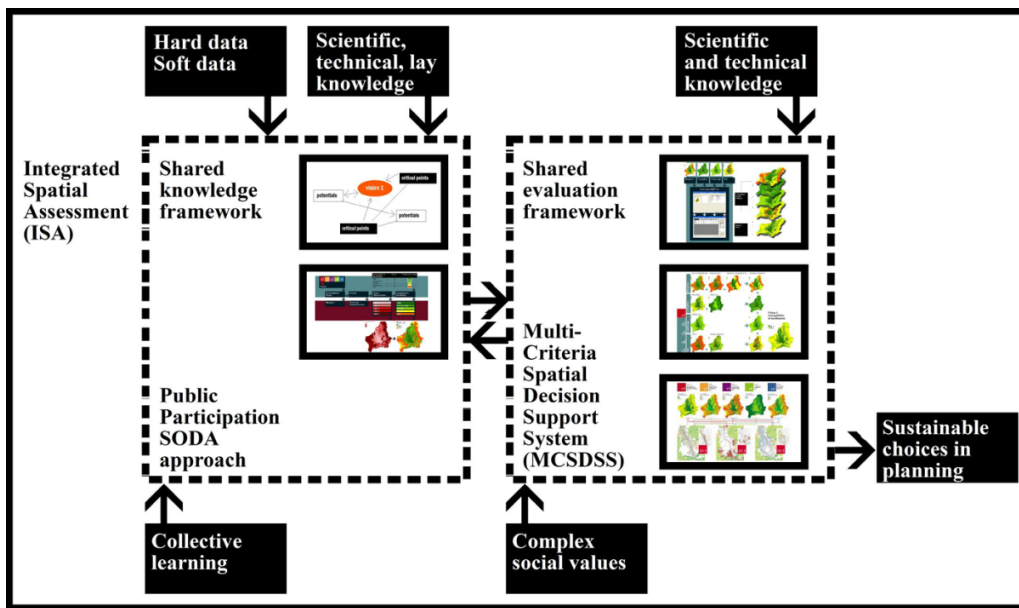 Hard data
Soft data
Scientific,
technical, lay
knowledge
Scientific
and technical
knowledge
Integrated
Spatial
Assessment
(ISA)
Shared
knowledge
framework
critical points
vision 1
potentials
potentials
critical points
Public
Participation
SODA
approach
Shared
evaluation
framework
Multi-
Criteria
Spatial
Decision
Support
System
(MCSDSS)
Sustainable
choices in
planning
Collective
learning
Complex
social values